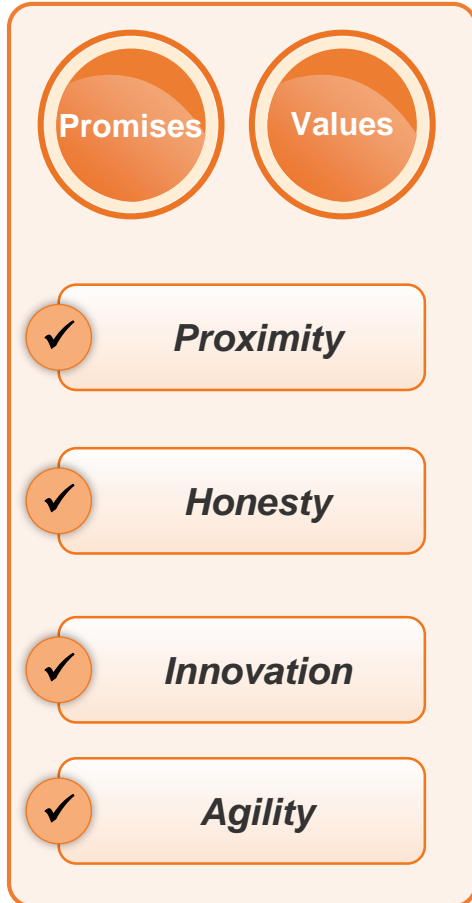 Promises
Values
Proximity
Honesty
Innovation
Agility